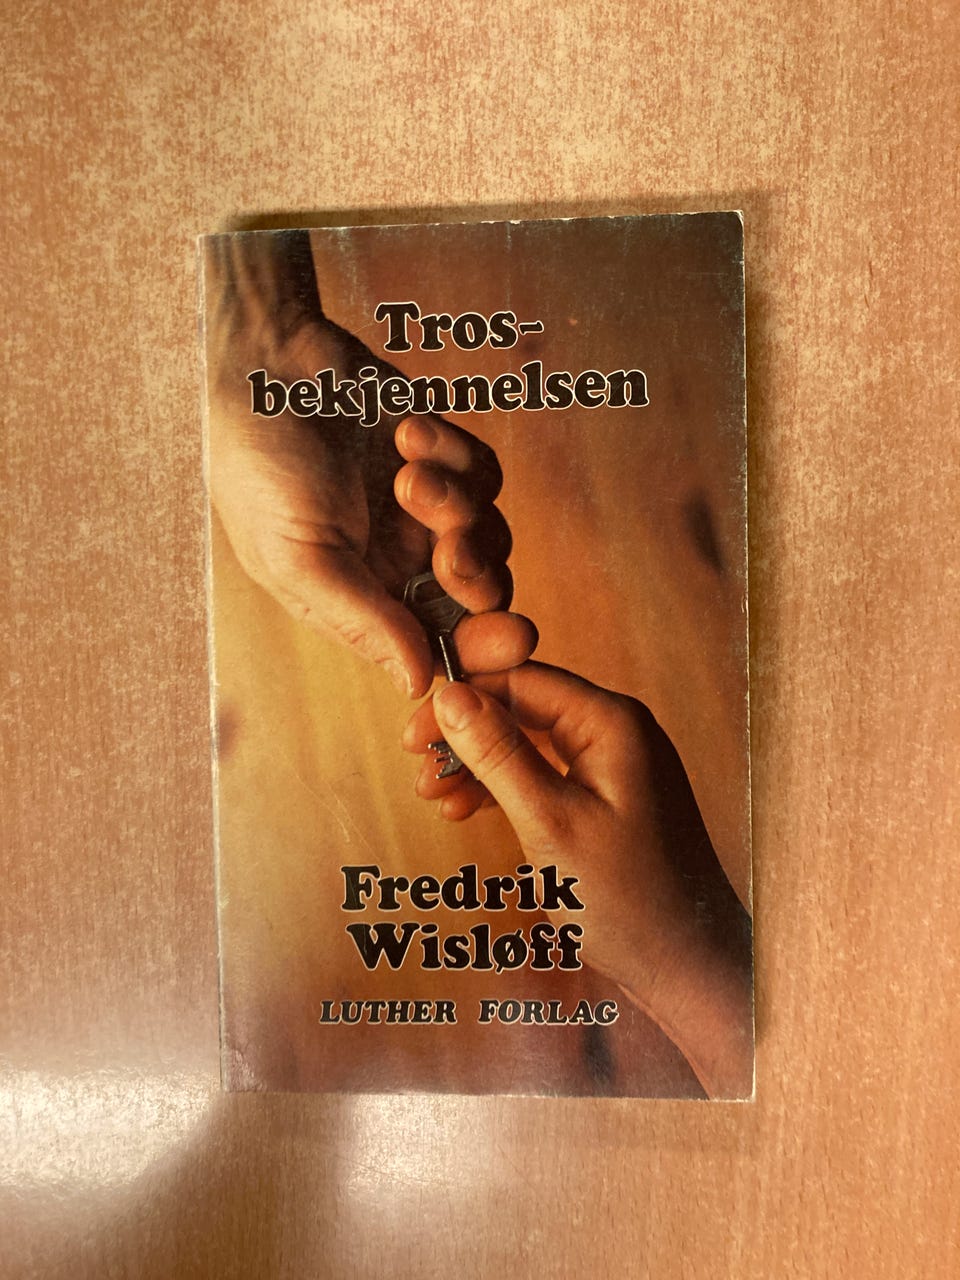 Tros-
bekjennelsen
Fredrik
Wisløff
LUTHER FORLAG